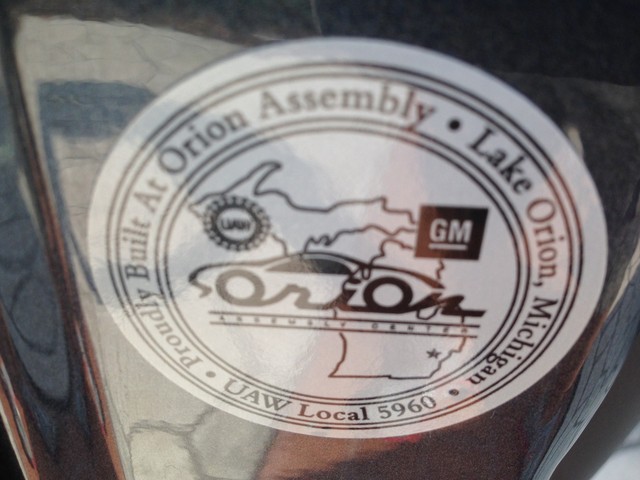 Proudly Built At Orion Assembly • Lake Orion, Michigan •
UAW
GM
Orion
ASSEMBLY CENTER
UAW Local 5960 •